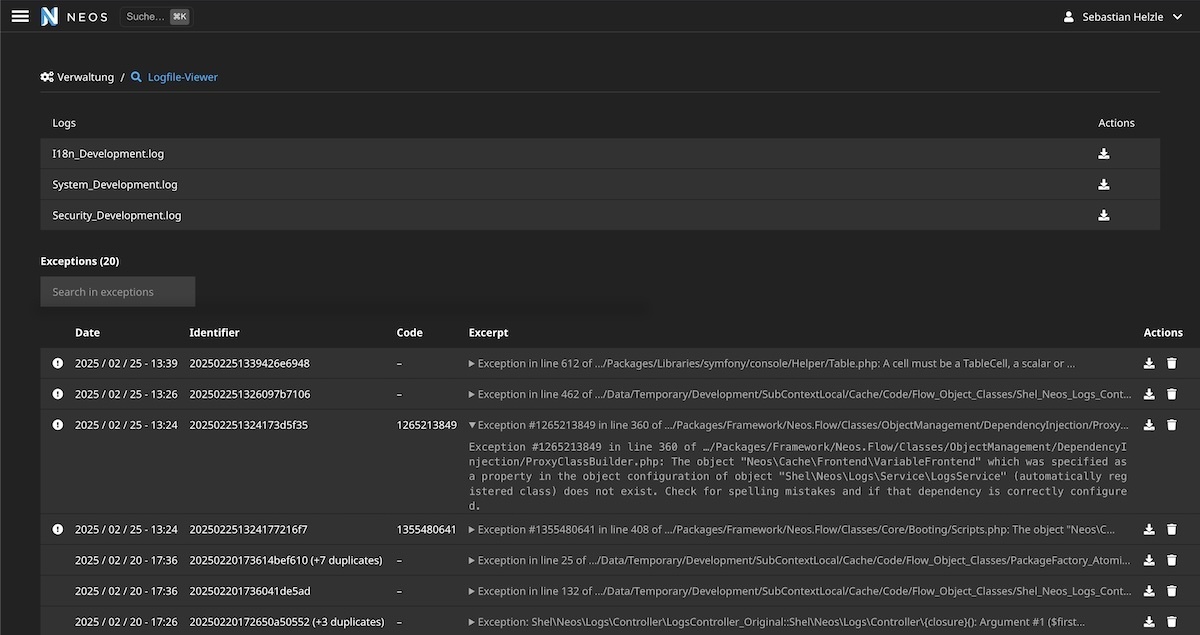 NEOS Suche... ⌘K Sebastian Helzle
Verwaltung / Logfile-Viewer
Logs Actions
I18n_Development.log
System_Development.log
Security_Development.log
Exceptions (20)
Search in exceptions
Date Identifier Code Excerpt Actions
2025 / 02 / 25 - 13:39 202502251339426e6948 – Exception in line 612 of .../Packages/Libraries/symfony/console/Helper/Table.php: A cell must be a TableCell, a scalar or ...
2025 / 02 / 25 - 13:26 202502251326097b7106 – Exception in line 462 of .../Data/Temporary/Development/SubContextLocal/Cache/Code/Flow_Object_Classes/Shel_Neos_Logs_Cont...
2025 / 02 / 25 - 13:24 202502251324173d5f35 1265213849 Exception #1265213849 in line 360 of .../Packages/Framework/Neos.Flow/Classes/ObjectManagement/DependencyInjection/Proxy...
Exception #1265213849 in line 360 of …/Packages/Framework/Neos.Flow/Classes/ObjectManagement/DependencyI
njection/ProxyClassBuilder.php: The object "Neos\Cache\Frontend\VariableFrontend" which was specified as
a property in the object configuration of object "Shel\Neos\Logs\Service\LogsService" (automatically reg
istered class) does not exist. Check for spelling mistakes and if that dependency is correctly configure
d.
2025 / 02 / 25 - 13:24 202502251324177216f7 1355480641 Exception #1355480641 in line 408 of .../Packages/Framework/Neos.Flow/Classes/Core/Booting/Scripts.php: The object "Neos\C...
2025 / 02 / 20 - 17:36 20250220173614bef610 (+7 duplicates) – Exception in line 25 of .../Data/Temporary/Development/SubContextLocal/Cache/Code/Flow_Object_Classes/PackageFactory_Atomi...
2025 / 02 / 20 - 17:36 202502201736041de5ad – Exception in line 132 of .../Data/Temporary/Development/SubContextLocal/Cache/Code/Flow_Object_Classes/Shel_Neos_Logs_Cont...
2025 / 02 / 20 - 17:26 20250220172650a50552 (+3 duplicates) – Exception: Shel\Neos\Logs\Controller\LogsController_Original::Shel\Neos\Logs\Controller\{closure}(): Argument #1 ($first...